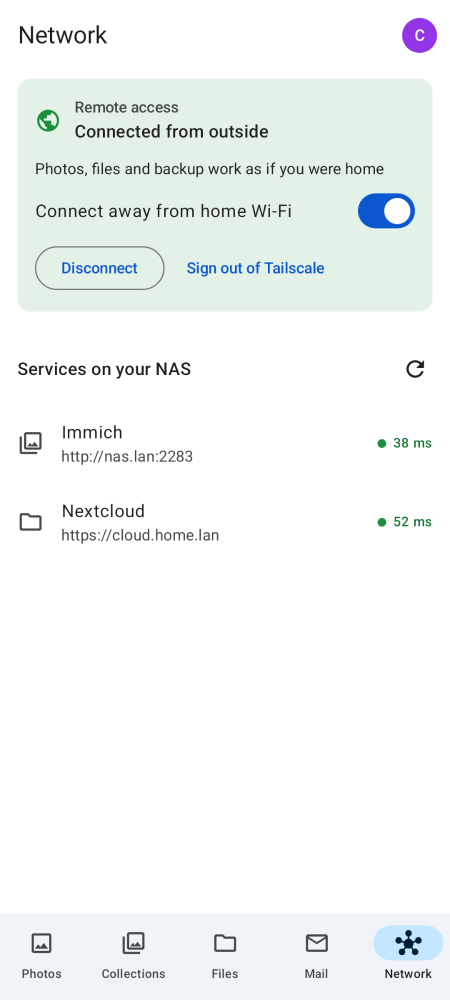 Network
C
Remote access
Connected from outside
Photos, files and backup work as if you were home
Connect away from home Wi-Fi
Disconnect
Sign out of Tailscale
Services on your NAS
Immich
http://nas.lan:2283
38 ms
Nextcloud
https://cloud.home.lan
52 ms
Photos
Collections
Files
Mail
Network